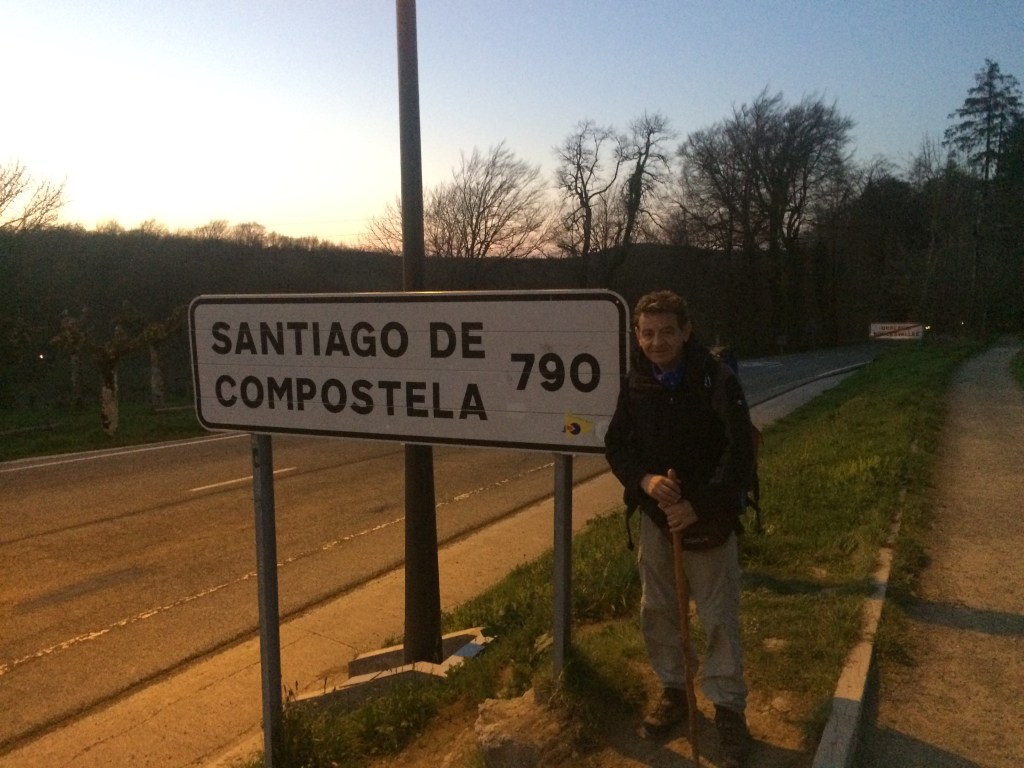 SANTIAGO DE
COMPOSTELA
790